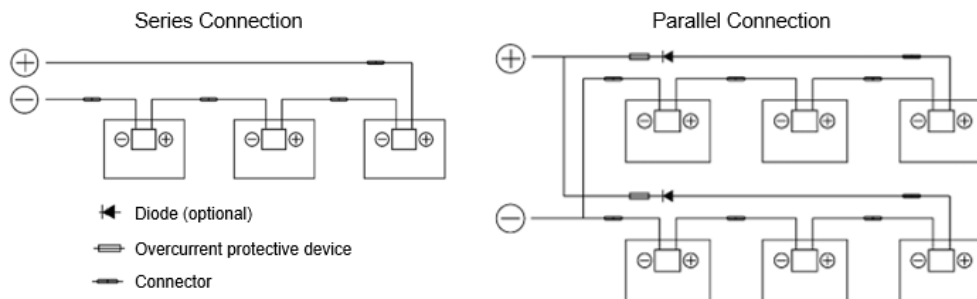 Series Connection
Parallel Connection
Diode (optional)
Overcurrent protective device
Connector